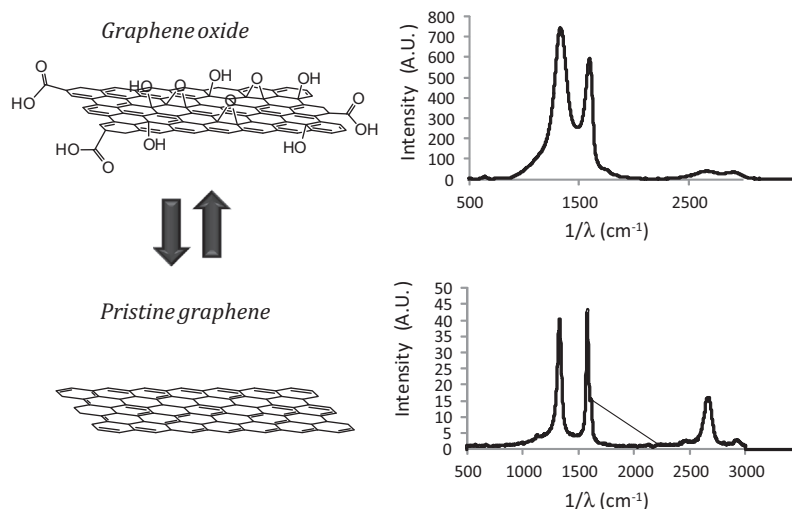 Graphene oxide
O
HO
HO
O
OH
O
OH
O
O
OH
HO
O
OH
HO
Intensity (A.U.)
800
700
600
500
400
300
200
100
0
500
1500
2500
1/λ (cm-1)
Pristine graphene
Intensity (A.U.)
50
45
40
35
30
25
20
15
10
5
0
500
1000
1500
2000
2500
3000
1/λ (cm-1)